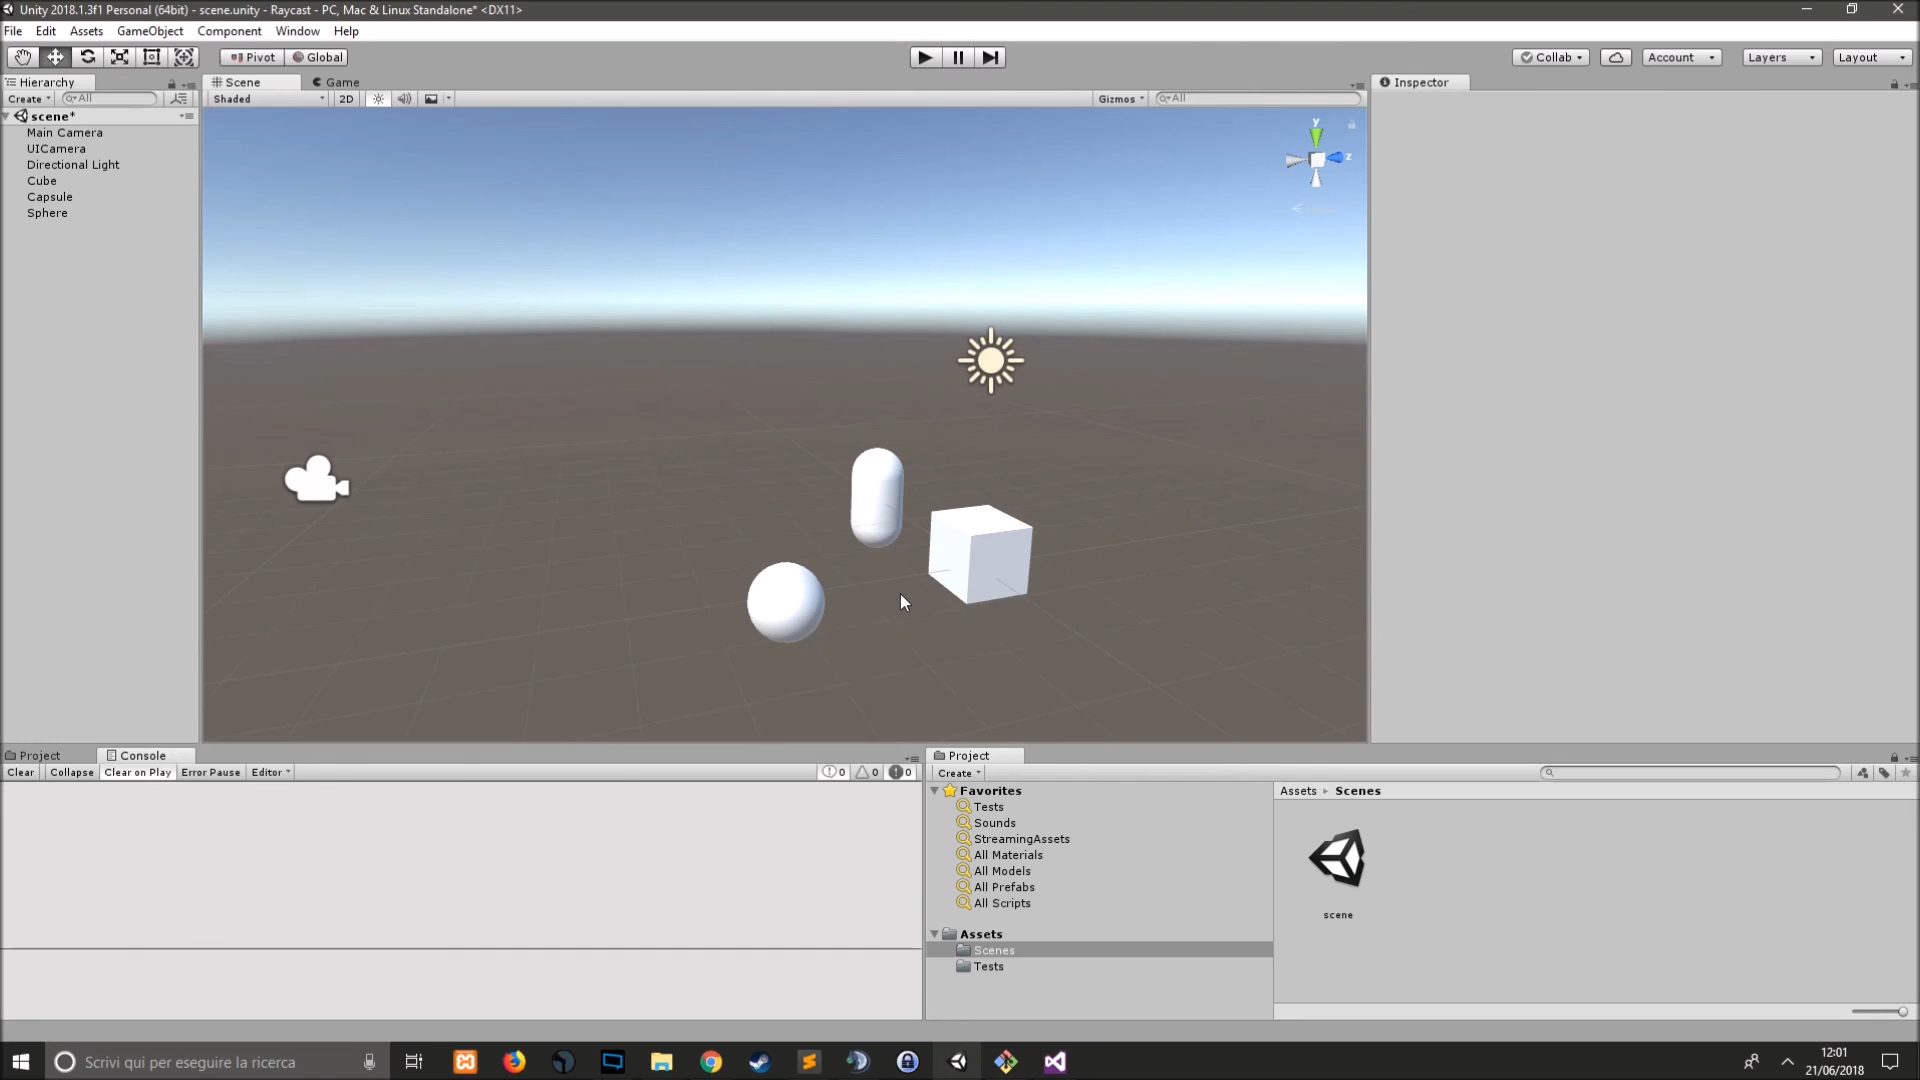 Unity 2018.1.3f1 Personal (64bit) - scene.unity - Raycast - PC, Mac & Linux Standalone* <DX11>
File Edit Assets GameObject Component Window Help
Pivot Global Collab Account Layers Layout
Hierarchy Scene Game Inspector
Create All Shaded 2D Gizmos All
scene*
Main Camera
UICamera
Directional Light
Cube
Capsule
Sphere
y
z
Project Console Project
Clear Collapse Clear on Play Error Pause Editor 0 0 0
Create
Favorites
Tests
Sounds
StreamingAssets
All Materials
All Models
All Prefabs
All Scripts
Assets
Scenes
Tests
Assets Scenes
scene
Scrivi qui per eseguire la ricerca
12:01
21/06/2018